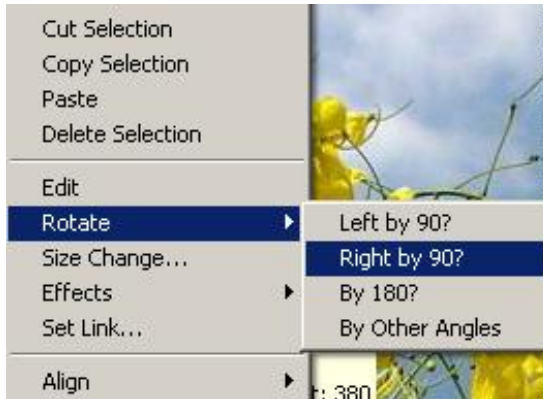 Cut Selection
Copy Selection
Paste
Delete Selection
Edit
Rotate
Left by 90?
Size Change...
Right by 90?
Effects
By 180?
Set Link...
By Other Angles
Align
t: 380